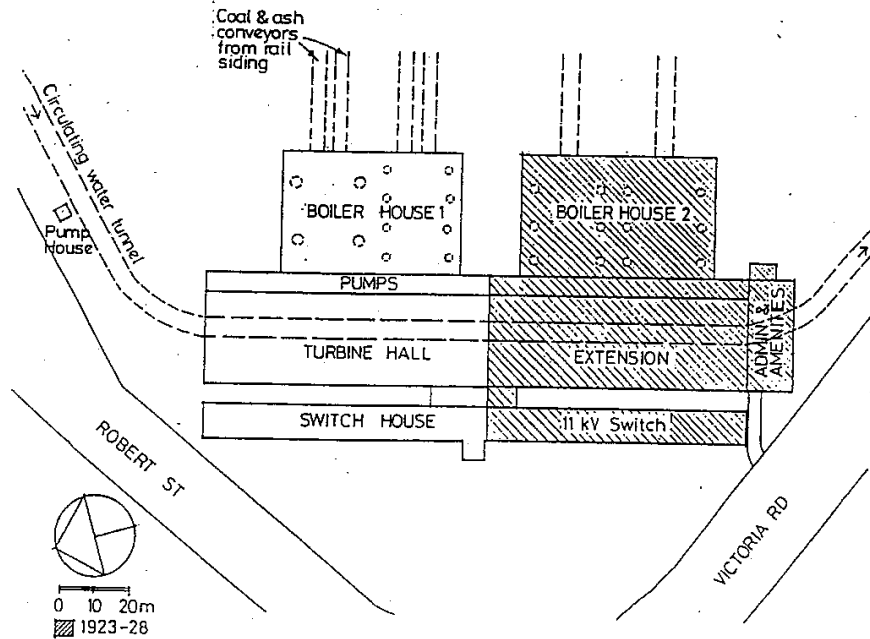 Coal & ash
conveyors
from rail
siding
Circulating water tunnel
Pump
House
BOILER HOUSE 1
BOILER HOUSE 2
PUMPS
TURBINE HALL
EXTENSION
ADMIN &
AMENITES
SWITCH HOUSE
11 kV Switch
ROBERT ST
VICTORIA RD
0 10 20m
1923-28